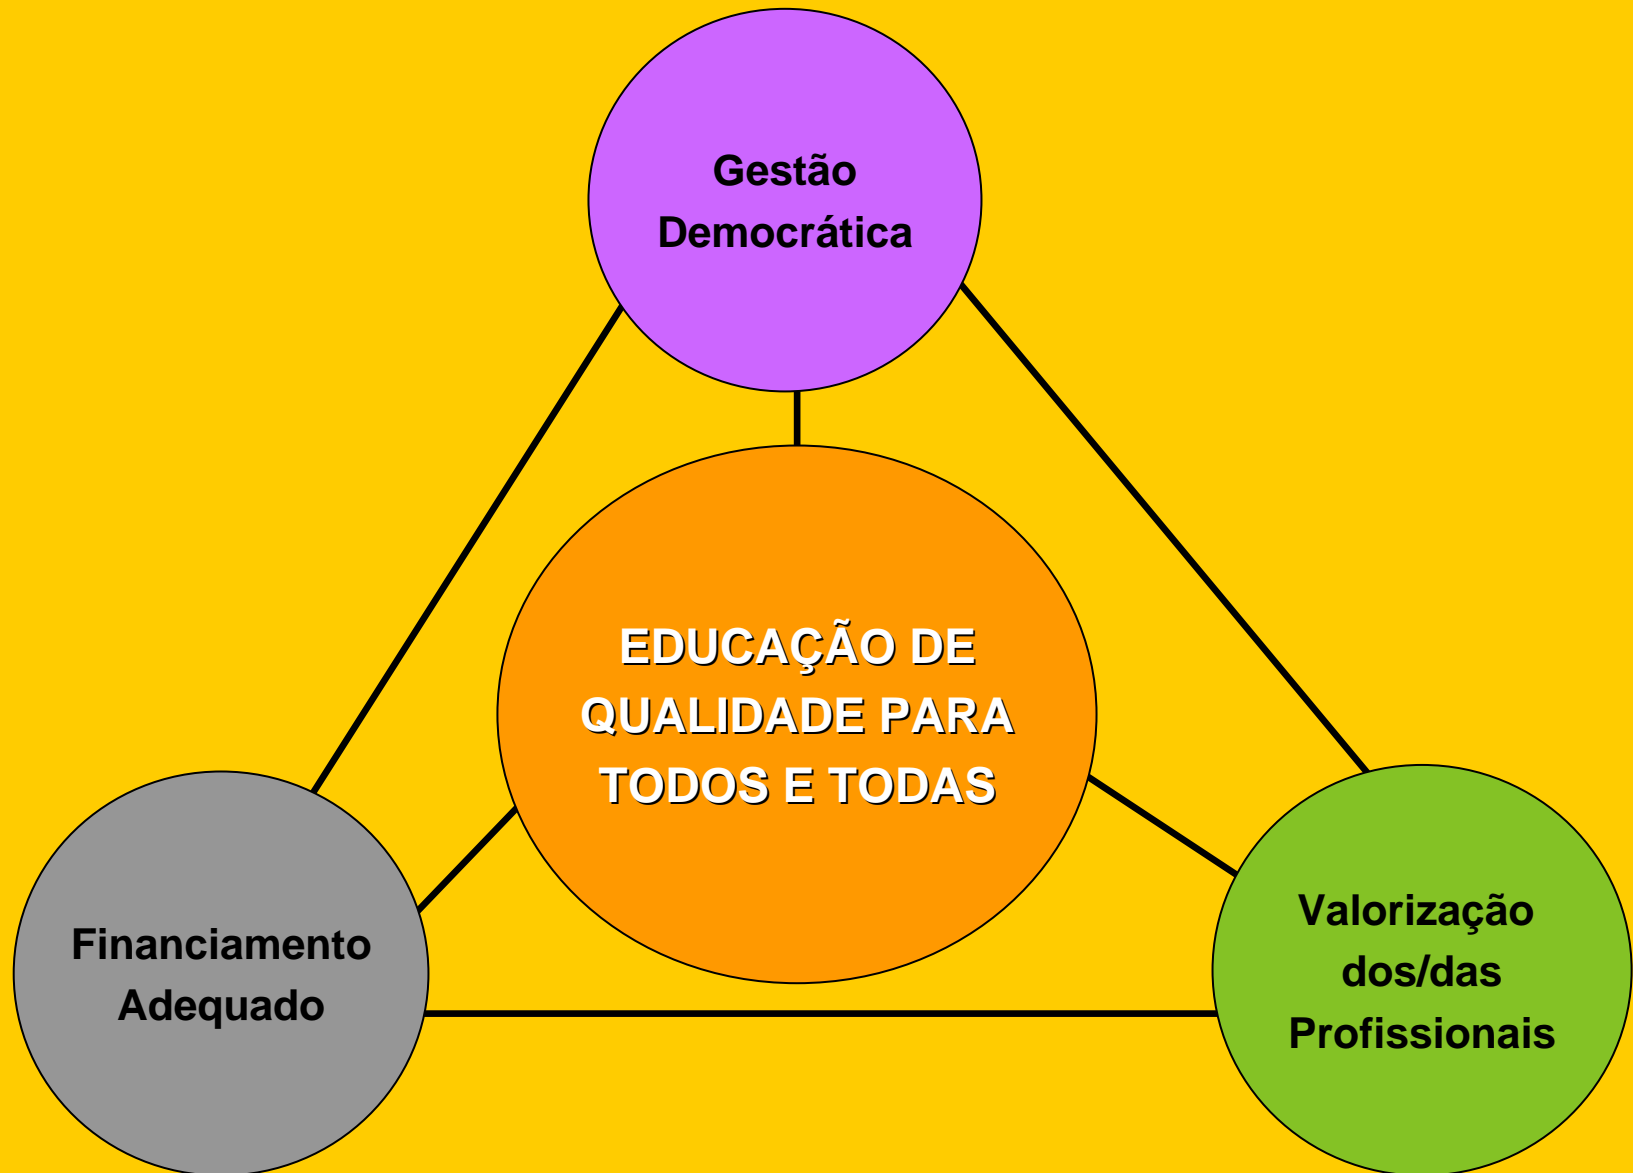 Gestão
Democrática
EDUCAÇÃO DE
QUALIDADE PARA
TODOS E TODAS
Financiamento
Adequado
Valorização
dos/das
Profissionais